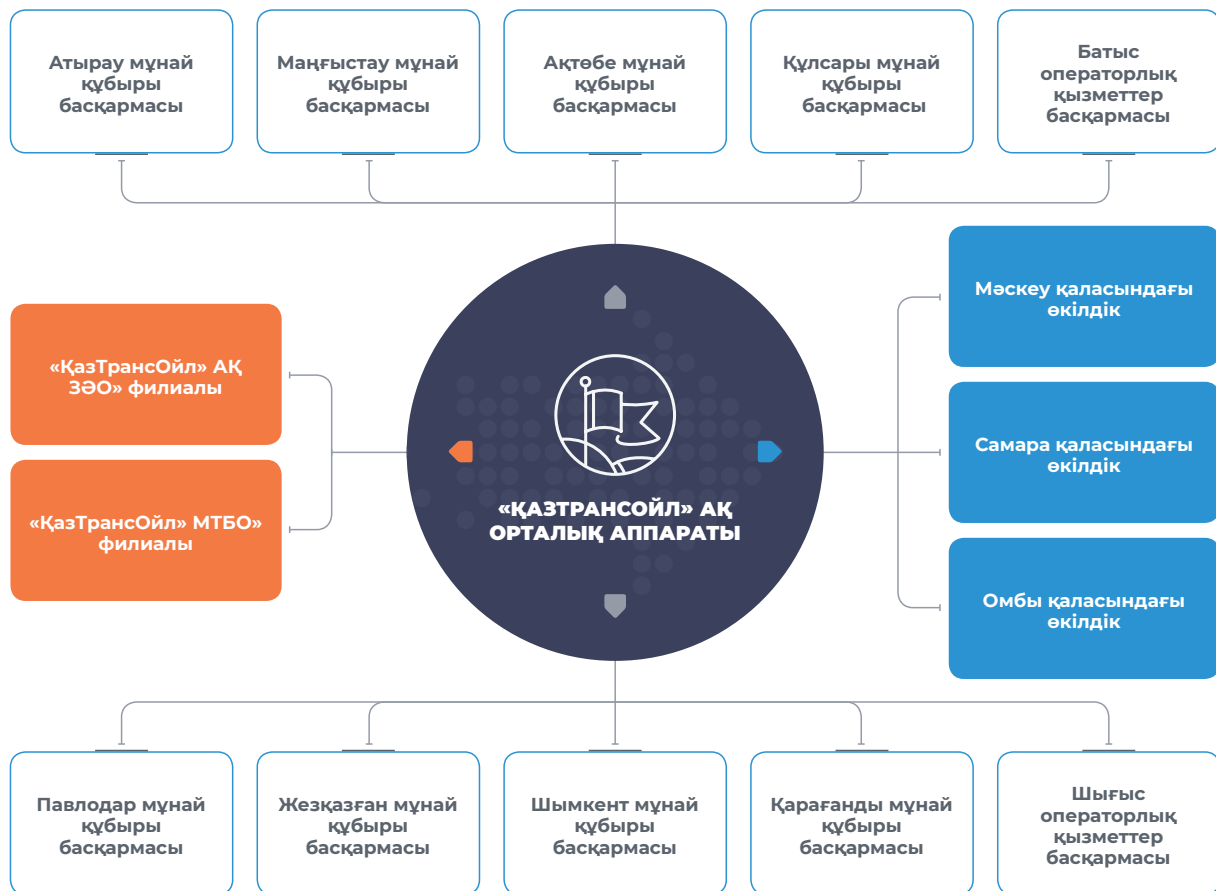 Атырау мұнай
құбыры
басқармасы
Маңғыстау мұнай
құбыры
басқармасы
Ақтөбе мұнай
құбыры
басқармасы
Құлсары мұнай
құбыры
басқармасы
Батыс
операторлық
қызметтер
басқармасы
«ҚазТрансОйл» АҚ
ЗӘО» филиалы
«ҚазТрансОйл» МТБО»
филиалы
«ҚАЗТРАНСОЙЛ» АҚ
ОРТАЛЫҚ АППАРАТЫ
Мәскеу қаласындағы
өкілдік
Самара қаласындағы
өкілдік
Омбы қаласындағы
өкілдік
Павлодар мұнай
құбыры
басқармасы
Жезқазған мұнай
құбыры
басқармасы
Шымкент мұнай
құбыры
басқармасы
Қарағанды мұнай
құбыры
басқармасы
Шығыс
операторлық
қызметтер
басқармасы